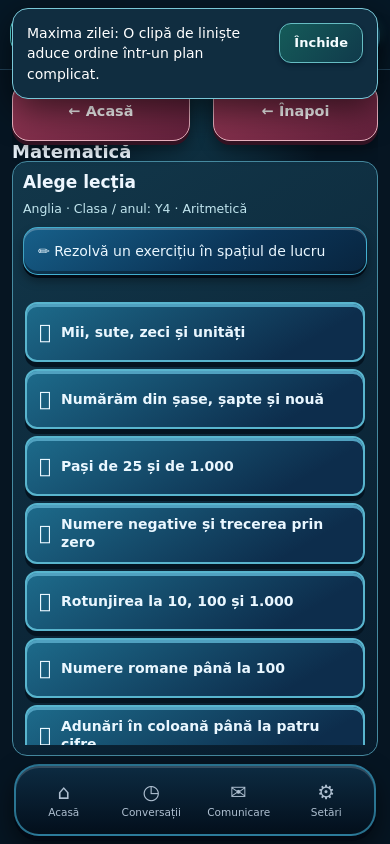 Maxima zilei: O clipă de liniște
aduce ordine într-un plan
complicat.
Închide
← Acasă
← Înapoi
Matematică
Alege lecția
Anglia · Clasa / anul: Y4 · Aritmetică
✏ Rezolvă un exercițiu în spațiul de lucru
Mii, sute, zeci și unități
Numărăm din șase, șapte și nouă
Pași de 25 și de 1.000
Numere negative și trecerea prin
zero
Rotunjirea la 10, 100 și 1.000
Numere romane până la 100
Adunări în coloană până la patru
cifre
Acasă
Conversații
Comunicare
Setări